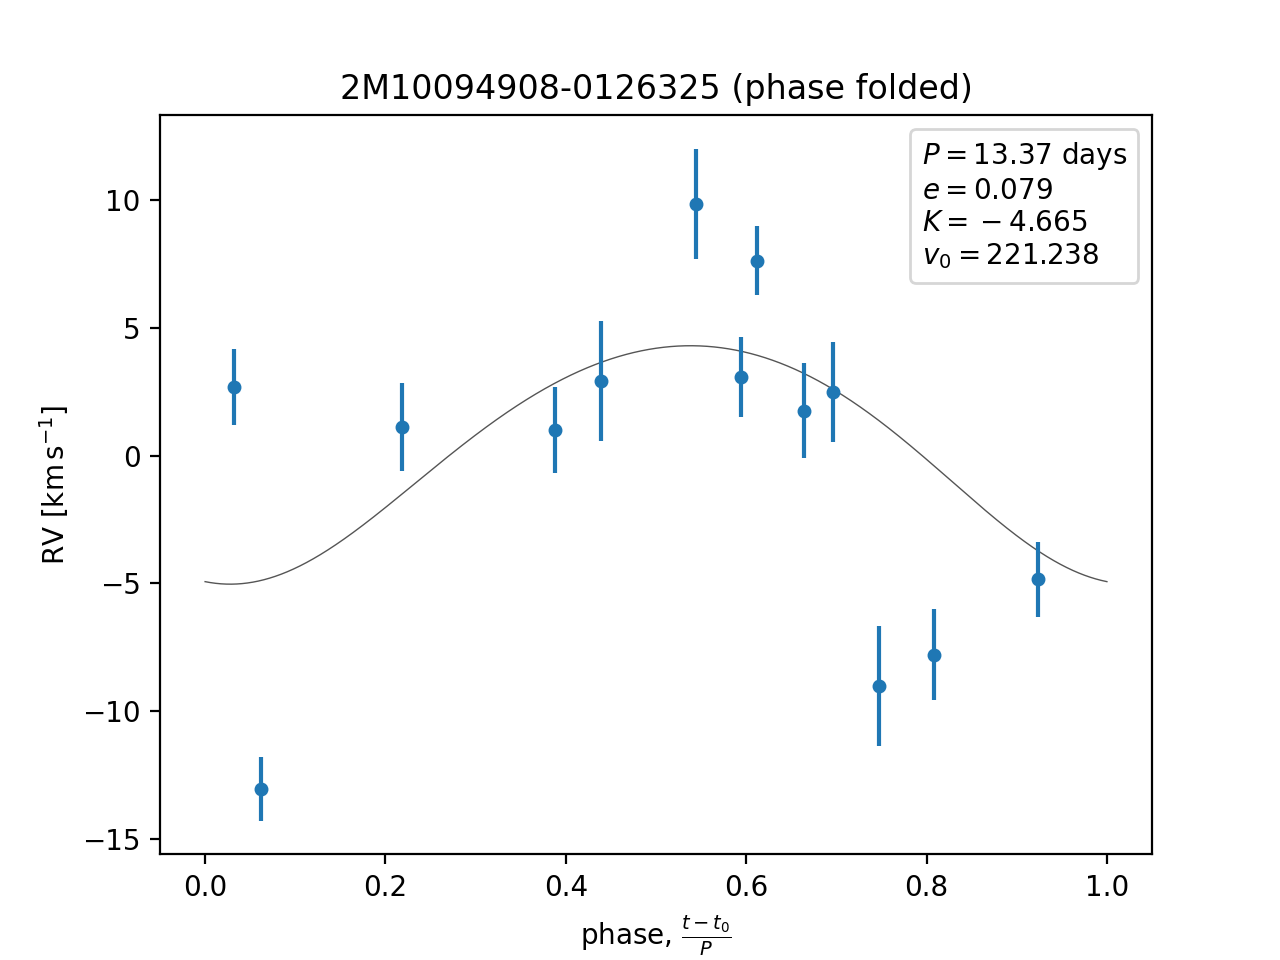 2M10094908-0126325 (phase folded)
P = 13.37 days
e = 0.079
K = − 4.665
v₀ = 221.238
10
5
0
−5
−10
−15
RV [km s⁻¹]
0.0 0.2 0.4 0.6 0.8 1.0
phase, (t − t₀)/P